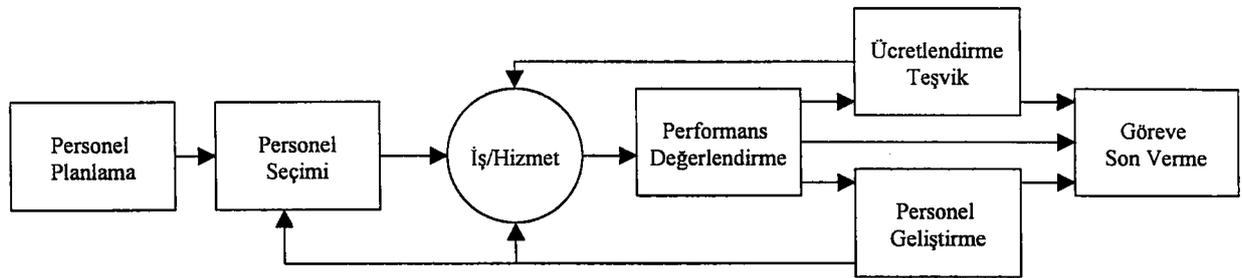 Personel
Planlama
Personel
Seçimi
İş/Hizmet
Performans
Değerlendirme
Ücretlendirme
Teşvik
Personel
Geliştirme
Göreve
Son Verme